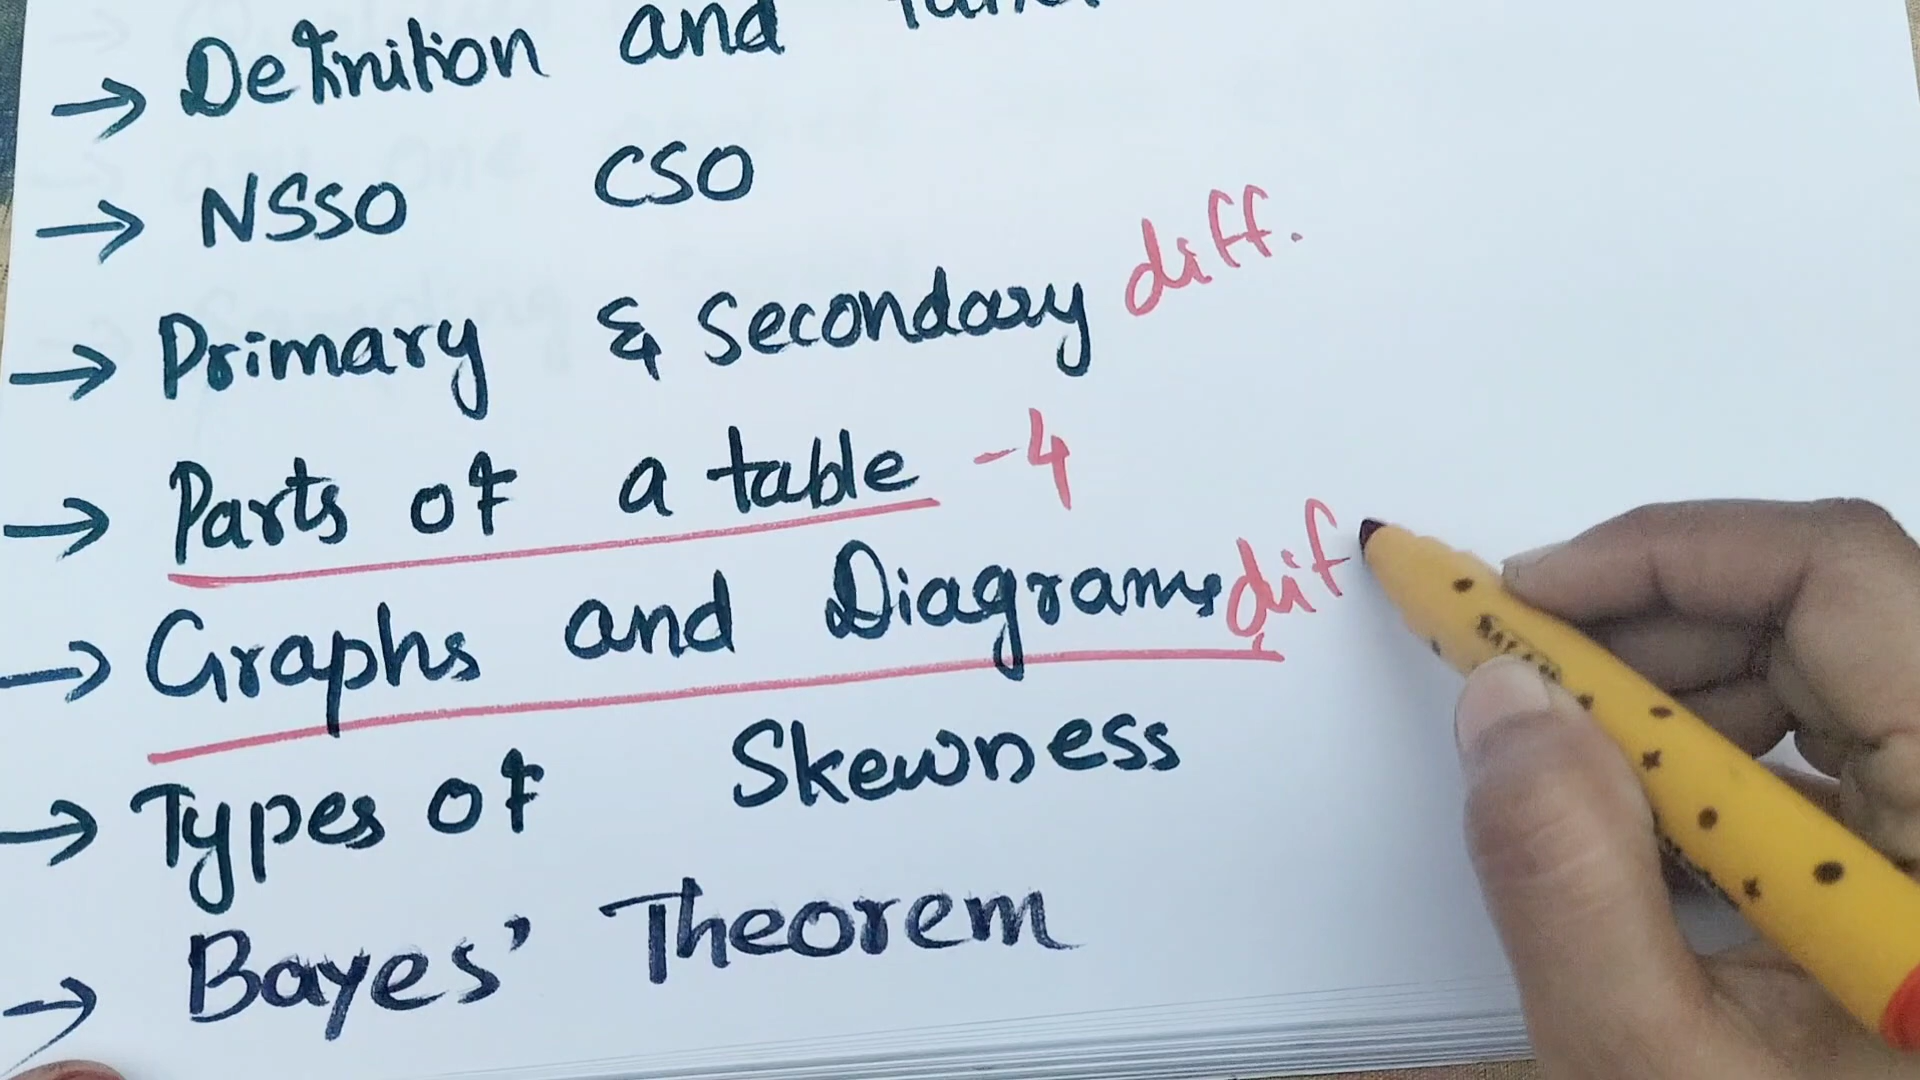 → Definition and
→ NSSO CSO
→ Primary & Secondary diff.
→ Parts of a table -4
→ Graphs and Diagrams dif
→ Types of Skewness
→ Bayes' Theorem